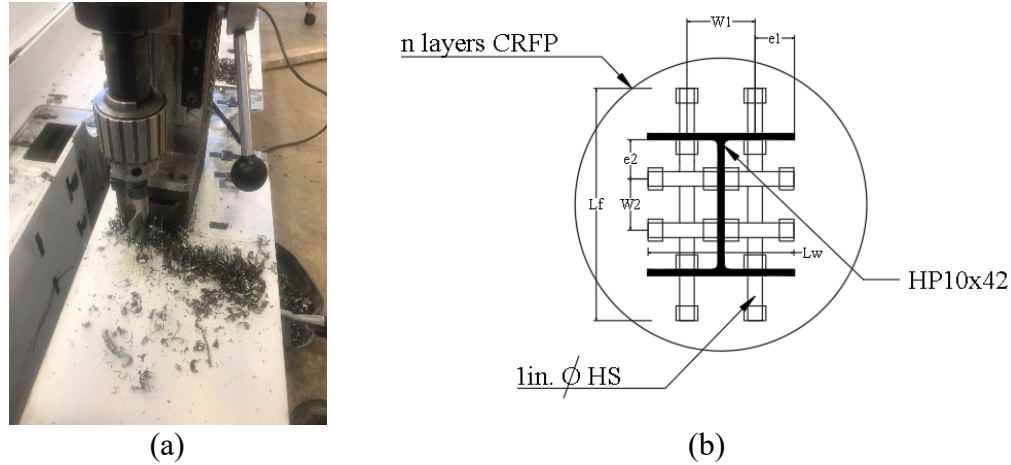 W1
e1
n layers CRFP
e2
Lf
W2
Lw
HP10x42
1in. Ø HS
(a)
(b)